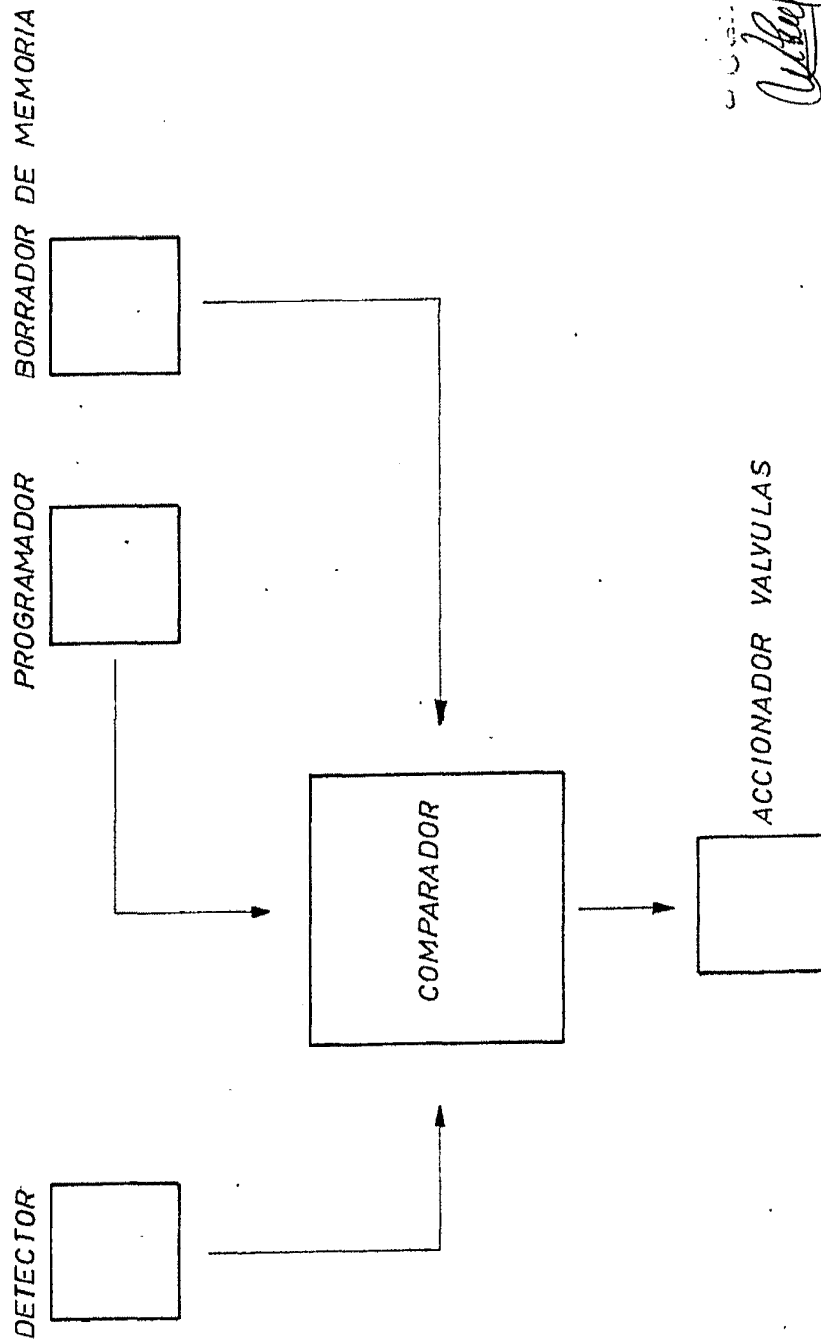 DETECTOR
PROGRAMADOR
BORRADOR DE MEMORIA
COMPARADOR
ACCIONADOR VALVULAS